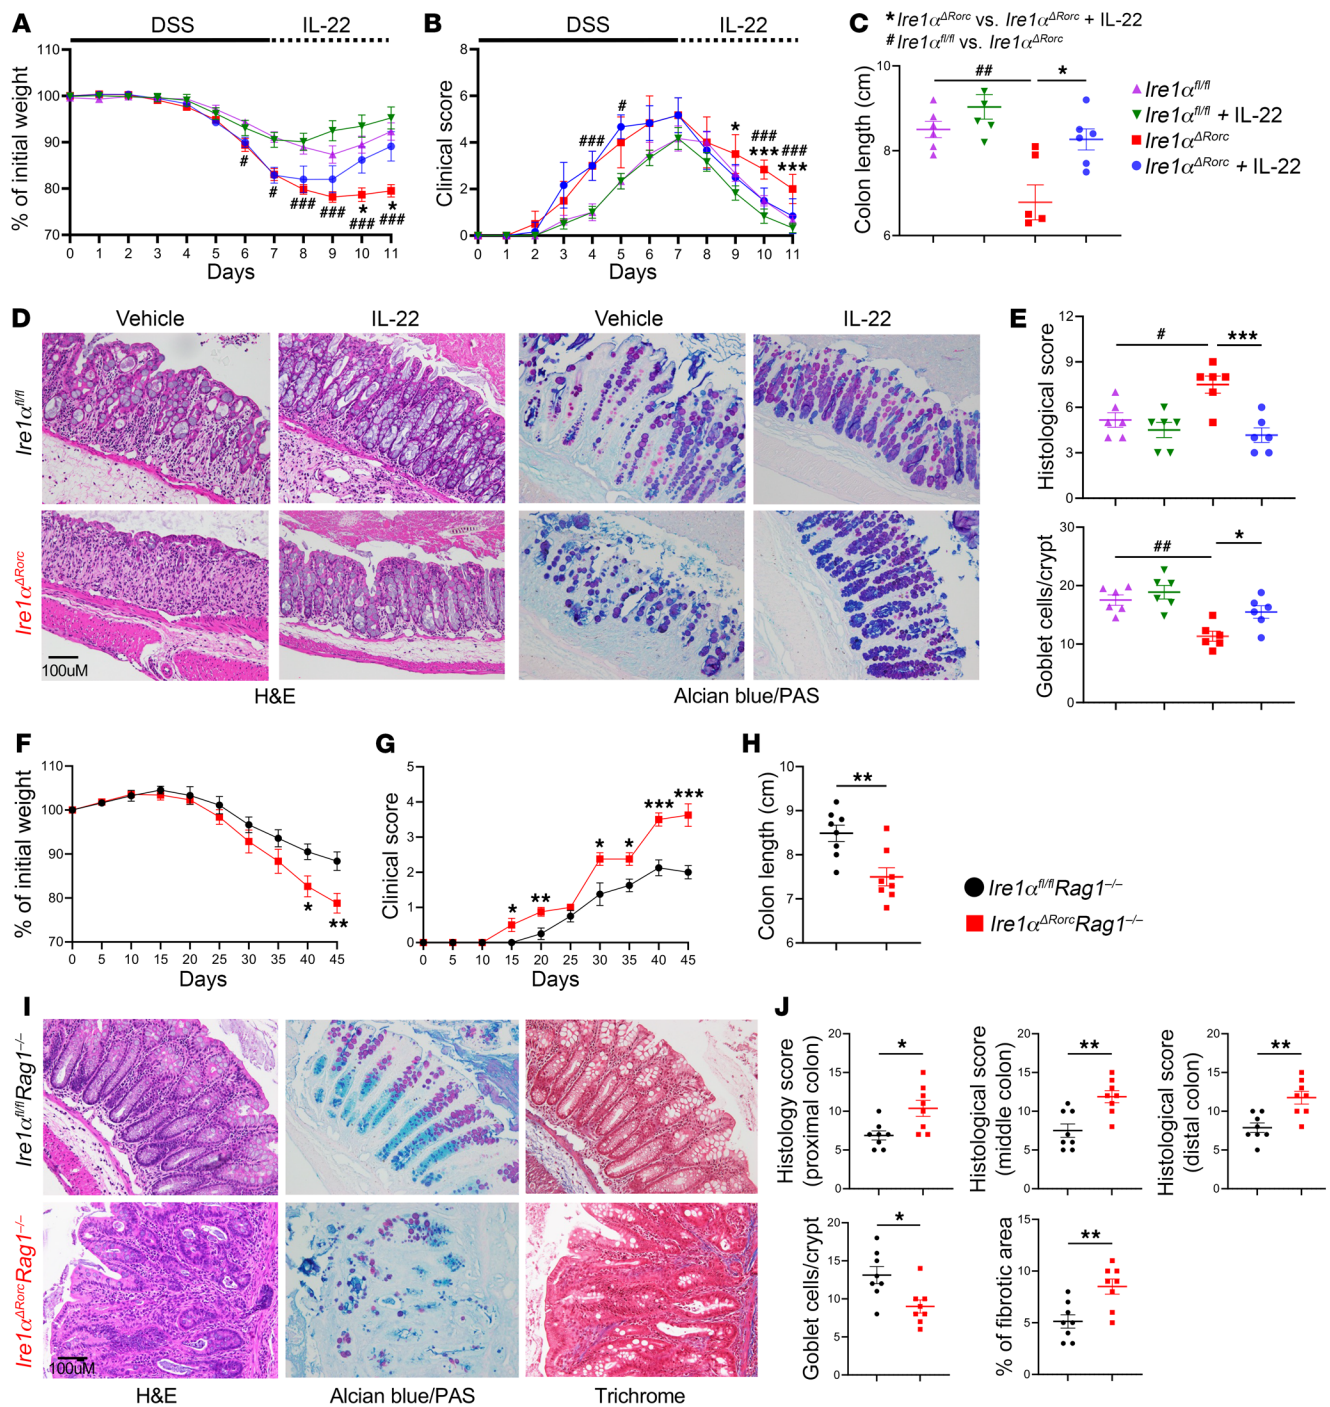 A
DSS
IL-22
% of initial weight
110
100
90
80
70
#
#
###
###
*
###
*
###
0 1 2 3 4 5 6 7 8 9 10 11
Days
B
DSS
IL-22
Clinical score
8
6
4
2
0
###
#
*
###
***
###
***
0 1 2 3 4 5 6 7 8 9 10 11
Days
C
* Ire1α^ΔRorc vs. Ire1α^ΔRorc + IL-22
# Ire1α^fl/fl vs. Ire1α^ΔRorc
Colon length (cm)
10
8
6
##
*
Ire1α^fl/fl
Ire1α^fl/fl + IL-22
Ire1α^ΔRorc
Ire1α^ΔRorc + IL-22
D
Vehicle
IL-22
Vehicle
IL-22
Ire1α^fl/fl
Ire1α^ΔRorc
100uM
H&E
Alcian blue/PAS
E
Histological score
12
9
6
3
0
#
***
Goblet cells/crypt
30
20
10
0
##
*
F
% of initial weight
110
100
90
80
70
*
**
0 5 10 15 20 25 30 35 40 45
Days
G
Clinical score
5
4
3
2
1
0
*
**
*
*
***
***
0 5 10 15 20 25 30 35 40 45
Days
H
Colon length (cm)
10
9
8
7
6
**
Ire1α^fl/fl Rag1^–/–
Ire1α^ΔRorc Rag1^–/–
I
Ire1α^fl/fl Rag1^–/–
Ire1α^ΔRorc Rag1^–/–
100uM
H&E
Alcian blue/PAS
Trichrome
J
Histology score
(proximal colon)
20
15
10
5
0
*
Histological score
(middle colon)
20
15
10
5
0
**
Histological score
(distal colon)
20
15
10
5
0
**
Goblet cells/crypt
20
15
10
5
0
*
% of fibrotic area
15
10
5
0
**